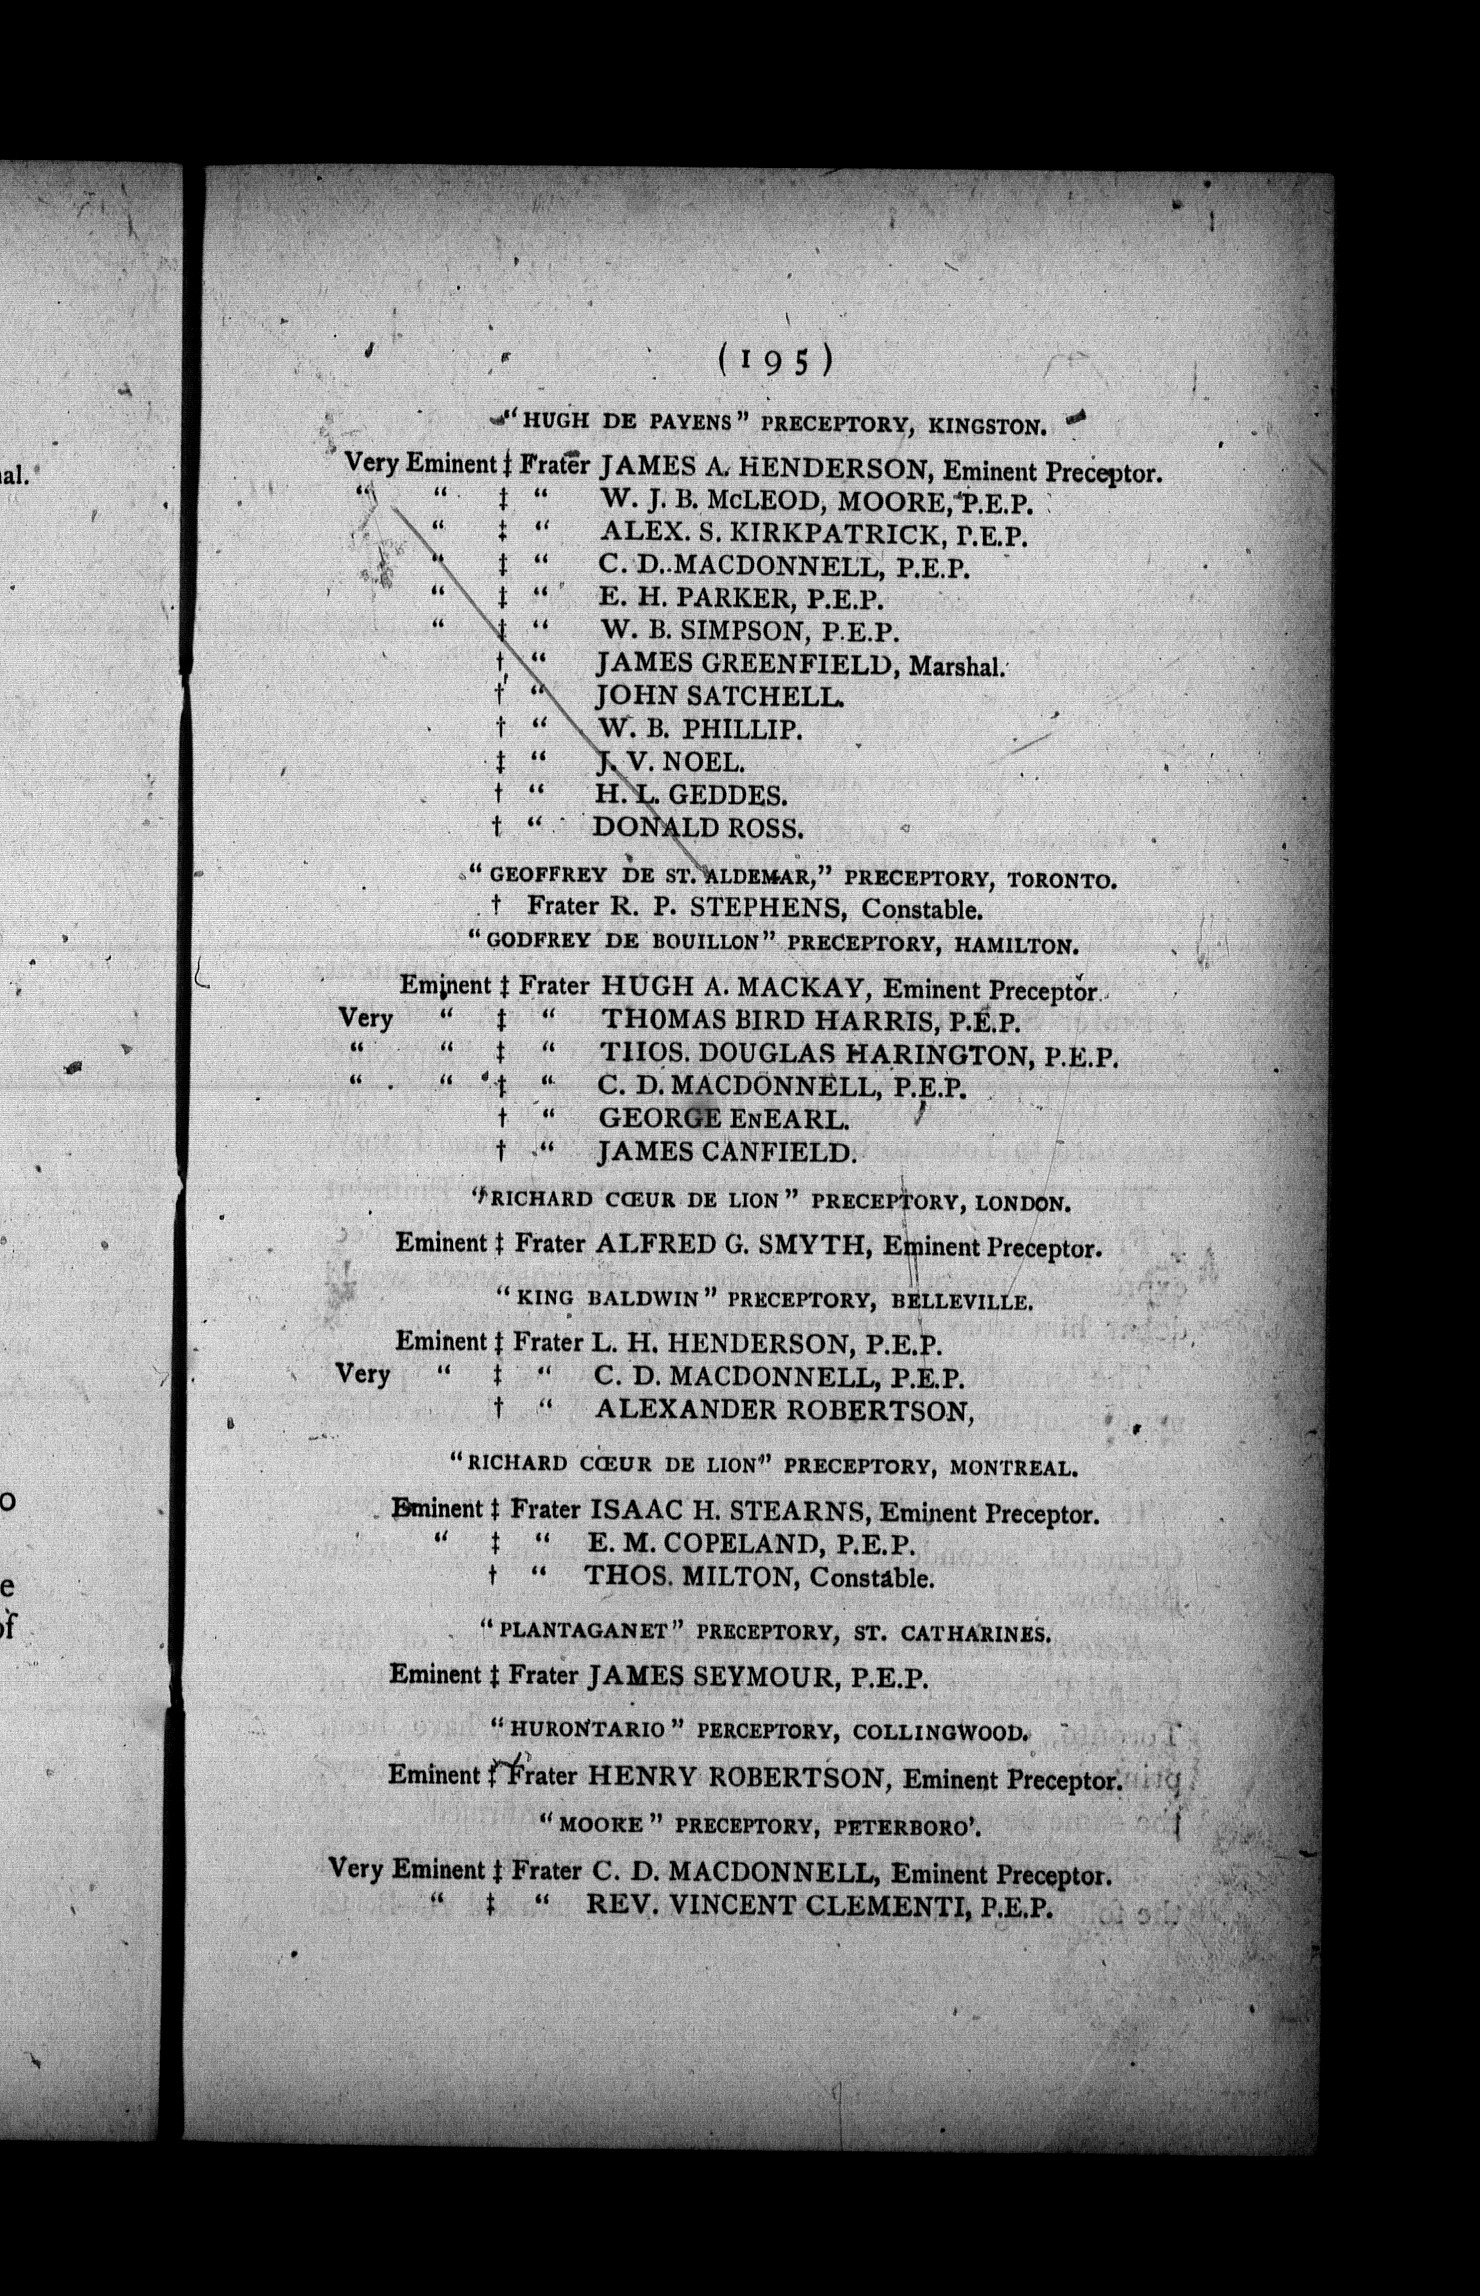 (195)
"HUGH DE PAYENS" PRECEPTORY, KINGSTON.
Very Eminent ‡ Frater JAMES A. HENDERSON, Eminent Preceptor.
" " ‡ " W. J. B. McLEOD, MOORE, P.E.P.
" ‡ " ALEX. S. KIRKPATRICK, P.E.P.
" ‡ " C. D. MACDONNELL, P.E.P.
" ‡ " E. H. PARKER, P.E.P.
" ‡ " W. B. SIMPSON, P.E.P.
† " JAMES GREENFIELD, Marshal.
† " JOHN SATCHELL.
† " W. B. PHILLIP.
‡ " J. V. NOEL.
† " H. L. GEDDES.
† " DONALD ROSS.
"GEOFFREY DE ST. ALDEMAR," PRECEPTORY, TORONTO.
† Frater R. P. STEPHENS, Constable.
"GODFREY DE BOUILLON" PRECEPTORY, HAMILTON.
Eminent ‡ Frater HUGH A. MACKAY, Eminent Preceptor.
Very " ‡ " THOMAS BIRD HARRIS, P.E.P.
" " ‡ " THOS. DOUGLAS HARINGTON, P.E.P.
" " ‡ " C. D. MACDONNELL, P.E.P.
† " GEORGE ENEARL.
† " JAMES CANFIELD.
"RICHARD CŒUR DE LION" PRECEPTORY, LONDON.
Eminent ‡ Frater ALFRED G. SMYTH, Eminent Preceptor.
"KING BALDWIN" PRECEPTORY, BELLEVILLE.
Eminent ‡ Frater L. H. HENDERSON, P.E.P.
Very " ‡ " C. D. MACDONNELL, P.E.P.
† " ALEXANDER ROBERTSON,
"RICHARD CŒUR DE LION" PRECEPTORY, MONTREAL.
Eminent ‡ Frater ISAAC H. STEARNS, Eminent Preceptor.
" ‡ " E. M. COPELAND, P.E.P.
† " THOS. MILTON, Constable.
"PLANTAGANET" PRECEPTORY, ST. CATHARINES.
Eminent ‡ Frater JAMES SEYMOUR, P.E.P.
"HURONTARIO" PERCEPTORY, COLLINGWOOD.
Eminent ‡ Frater HENRY ROBERTSON, Eminent Preceptor.
"MOORE" PRECEPTORY, PETERBORO'.
Very Eminent ‡ Frater C. D. MACDONNELL, Eminent Preceptor.
" ‡ " REV. VINCENT CLEMENTI, P.E.P.